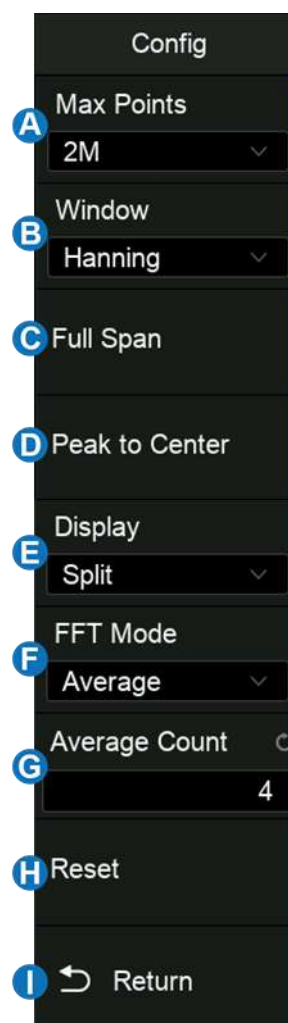 Config
A
Max Points
2M
B
Window
Hanning
C Full Span
D Peak to Center
E
Display
Split
F
FFT Mode
Average
G
Average Count
4
H Reset
I Return